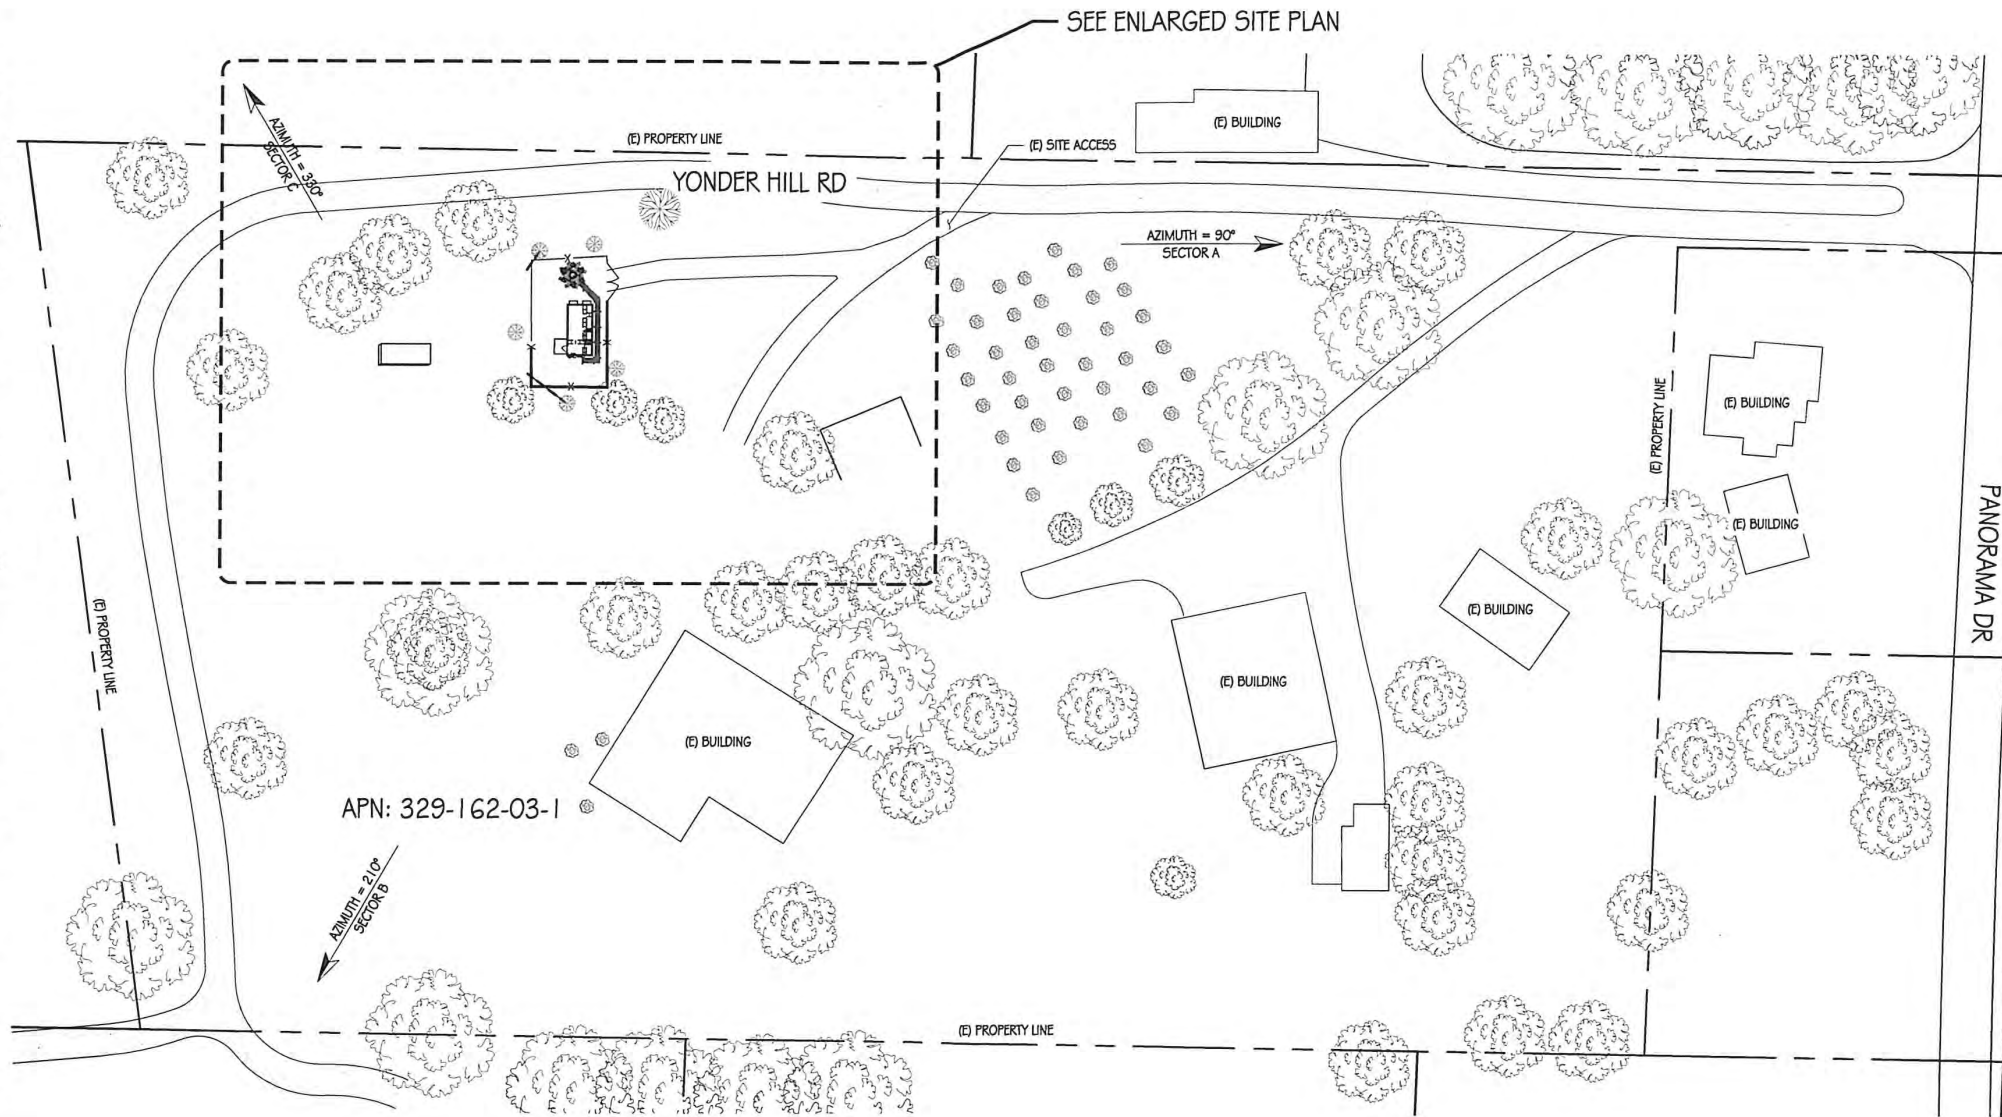 SEE ENLARGED SITE PLAN
(E) BUILDING
(E) PROPERTY LINE
(E) SITE ACCESS
AZIMUTH = 330°
SECTOR C
YONDER HILL RD
AZIMUTH = 90°
SECTOR A
(E) PROPERTY LINE
(E) BUILDING
(E) BUILDING
PANORAMA DR
(E) PROPERTY LINE
(E) BUILDING
(E) BUILDING
(E) BUILDING
APN: 329-162-03-1
AZIMUTH = 210°
SECTOR B
(E) PROPERTY LINE